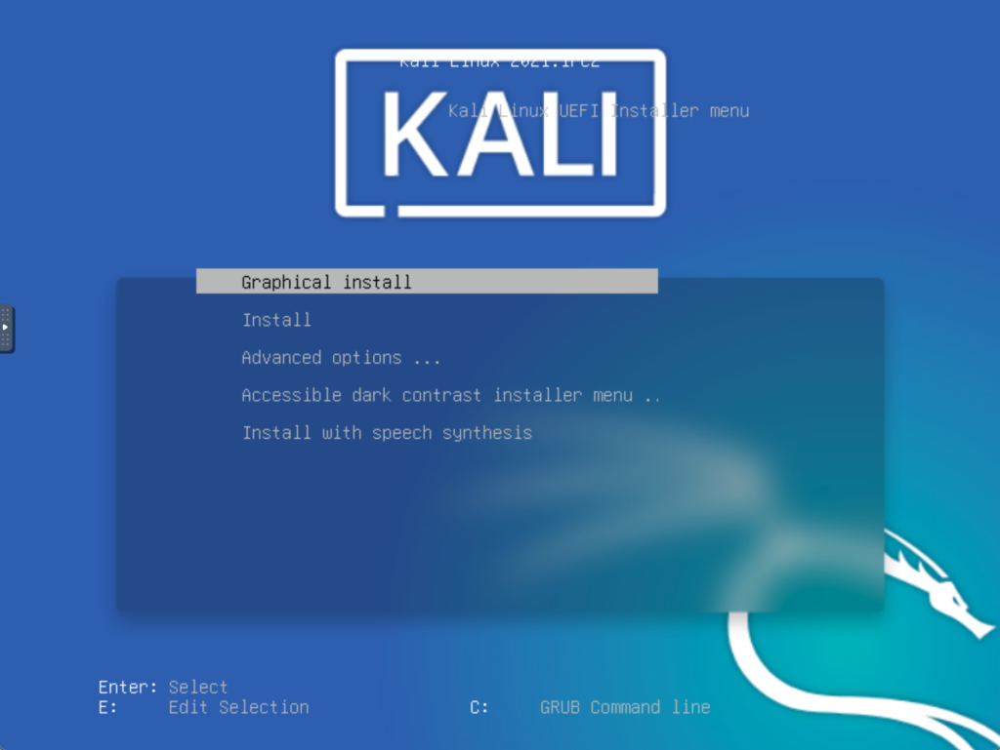 Kali Linux 2021.1rc2
KALI
Kali Linux UEFI Installer menu
Graphical install
Install
Advanced options ...
Accessible dark contrast installer menu ..
Install with speech synthesis
Enter: Select
E: Edit Selection C: GRUB Command line